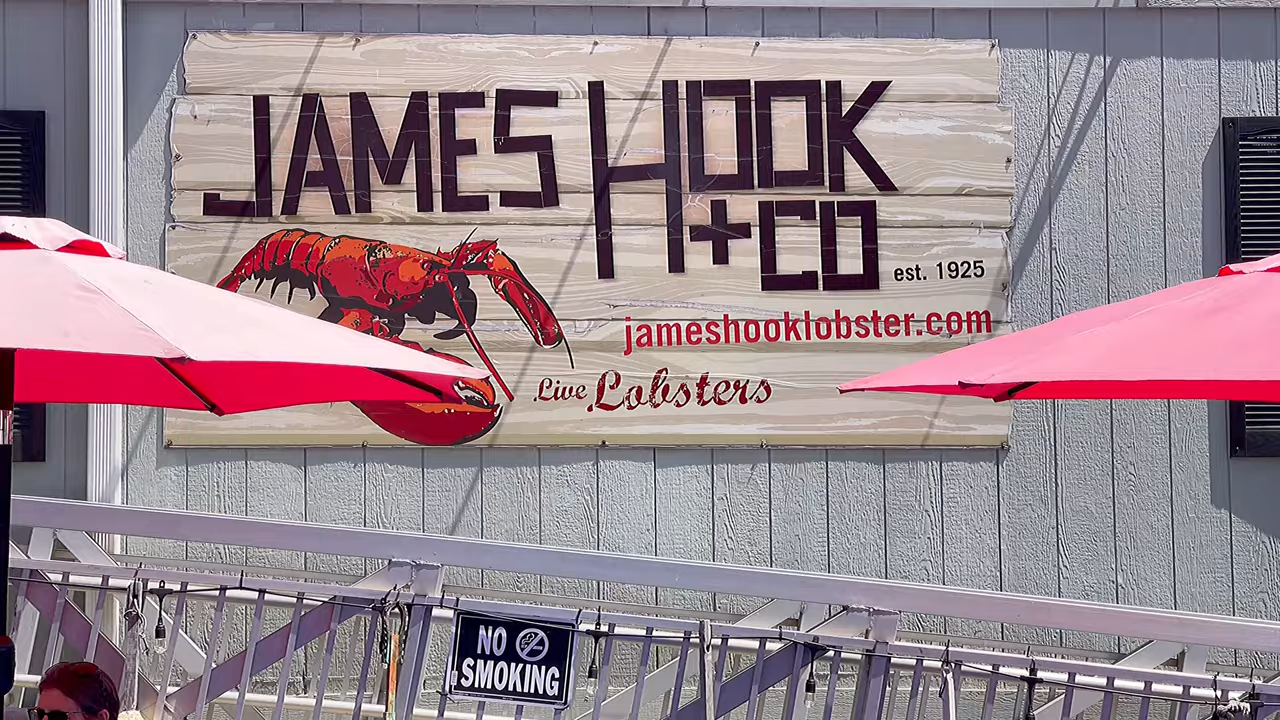 JAMES HOOK
+CO
est. 1925
jameshooklobster.com
Live Lobsters
NO
SMOKING